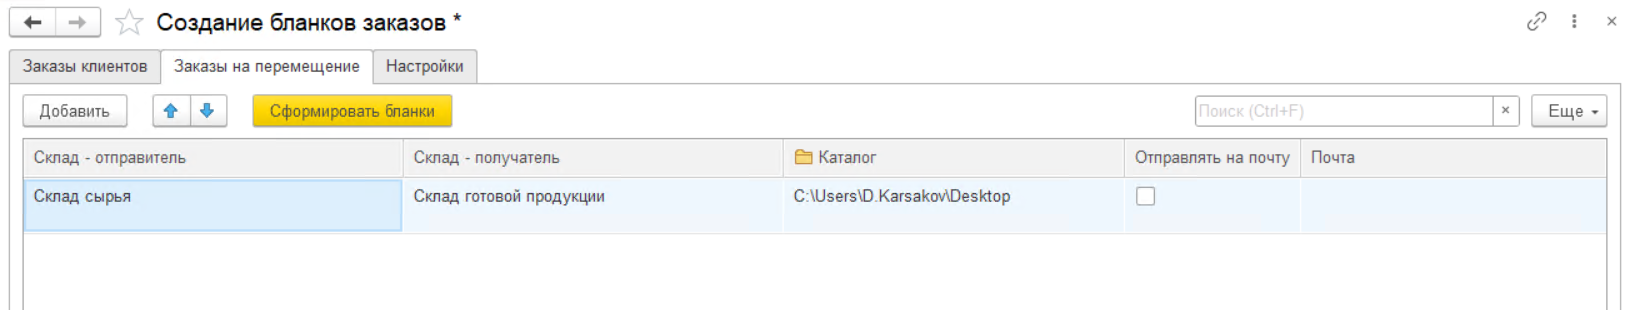 Создание бланков заказов *
Заказы клиентов Заказы на перемещение Настройки
Добавить Сформировать бланки Поиск (Ctrl+F) × Еще
Склад - отправитель Склад - получатель Каталог Отправлять на почту Почта
Склад сырья Склад готовой продукции C:\Users\D.Karsakov\Desktop